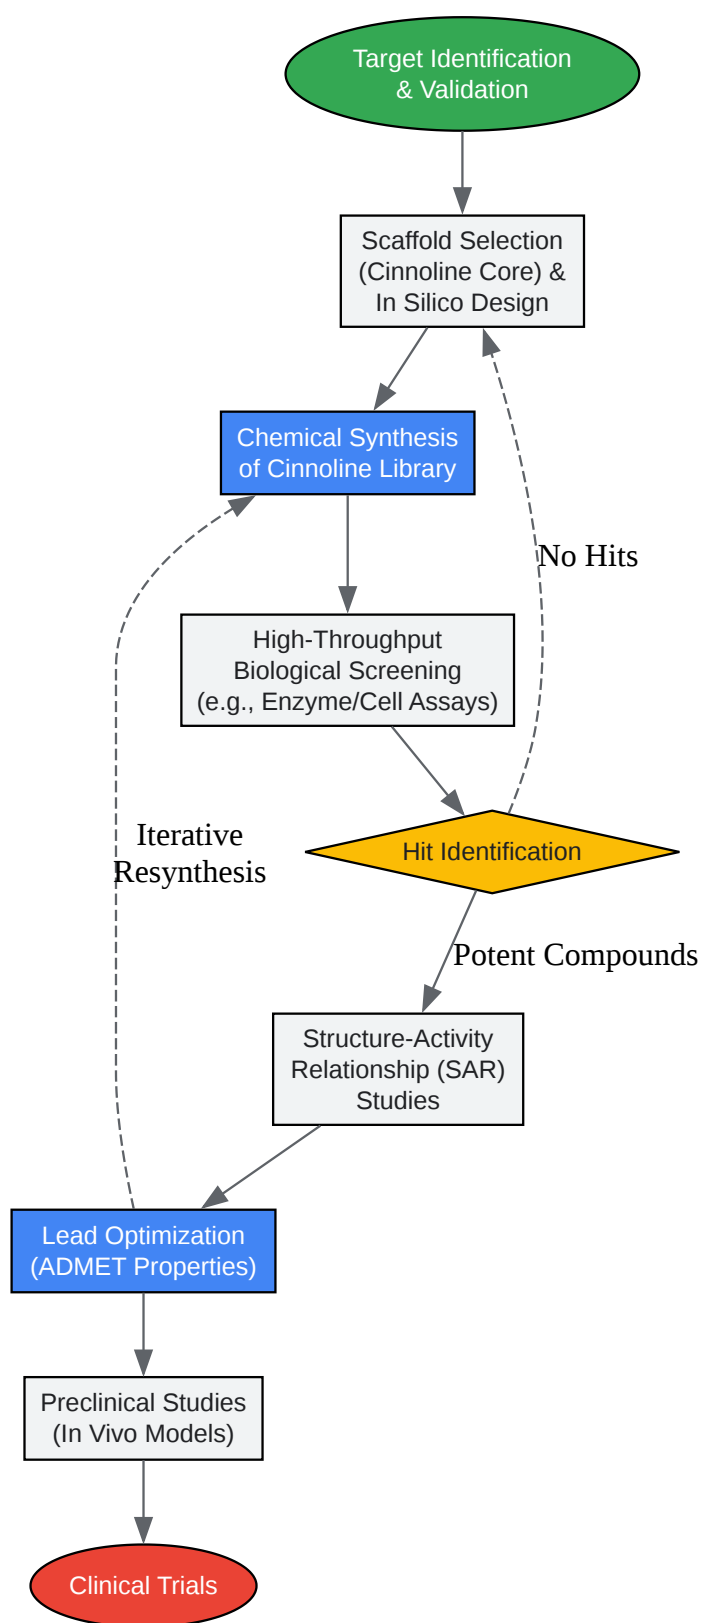 Target Identification
& Validation
Scaffold Selection
(Cinnoline Core) &
In Silico Design
Chemical Synthesis
of Cinnoline Library
No Hits
High-Throughput
Biological Screening
(e.g., Enzyme/Cell Assays)
Iterative
Resynthesis
Hit Identification
Potent Compounds
Structure-Activity
Relationship (SAR)
Studies
Lead Optimization
(ADMET Properties)
Preclinical Studies
(In Vivo Models)
Clinical Trials